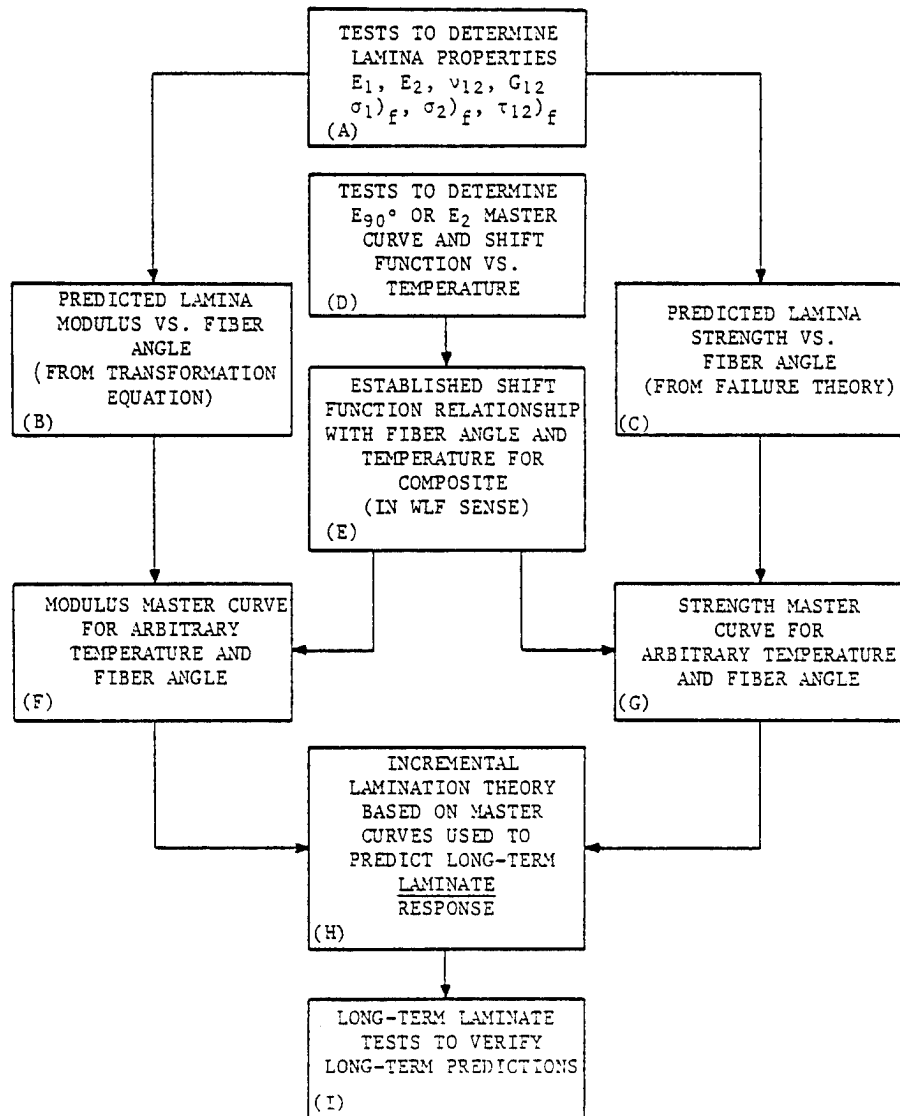 TESTS TO DETERMINE
LAMINA PROPERTIES
E₁, E₂, ν₁₂, G₁₂
σ₁)f, σ₂)f, τ₁₂)f
(A)
TESTS TO DETERMINE
E₉₀° OR E₂ MASTER
CURVE AND SHIFT
FUNCTION VS.
TEMPERATURE
(D)
PREDICTED LAMINA
MODULUS VS. FIBER
ANGLE
(FROM TRANSFORMATION
EQUATION)
(B)
PREDICTED LAMINA
STRENGTH VS.
FIBER ANGLE
(FROM FAILURE THEORY)
(C)
ESTABLISHED SHIFT
FUNCTION RELATIONSHIP
WITH FIBER ANGLE AND
TEMPERATURE FOR
COMPOSITE
(IN WLF SENSE)
(E)
MODULUS MASTER CURVE
FOR ARBITRARY
TEMPERATURE AND
FIBER ANGLE
(F)
STRENGTH MASTER
CURVE FOR
ARBITRARY TEMPERATURE
AND FIBER ANGLE
(G)
INCREMENTAL
LAMINATION THEORY
BASED ON MASTER
CURVES USED TO
PREDICT LONG-TERM
LAMINATE
RESPONSE
(H)
LONG-TERM LAMINATE
TESTS TO VERIFY
LONG-TERM PREDICTIONS
(I)